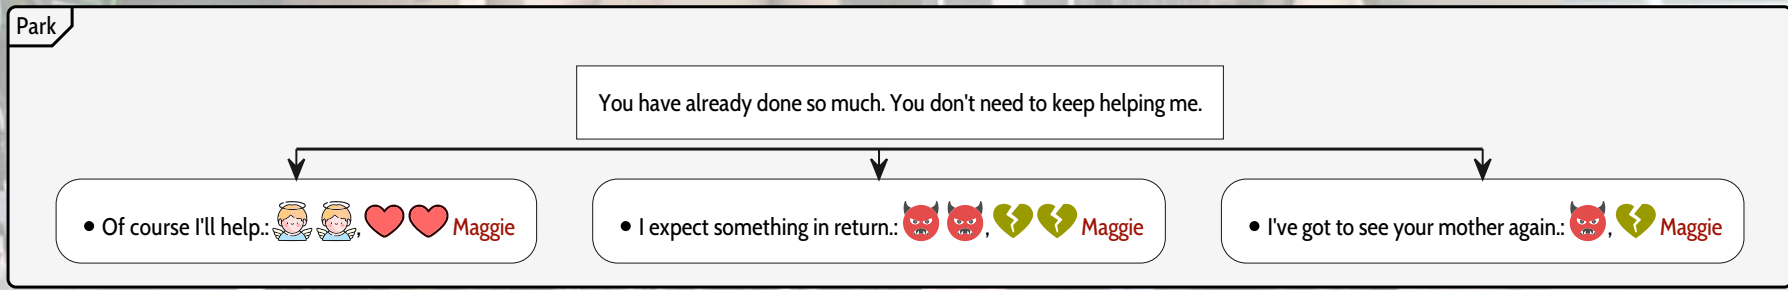 Park
You have already done so much. You don't need to keep helping me.
• Of course I'll help.: , Maggie
• I expect something in return.: , Maggie
• I've got to see your mother again.: , Maggie